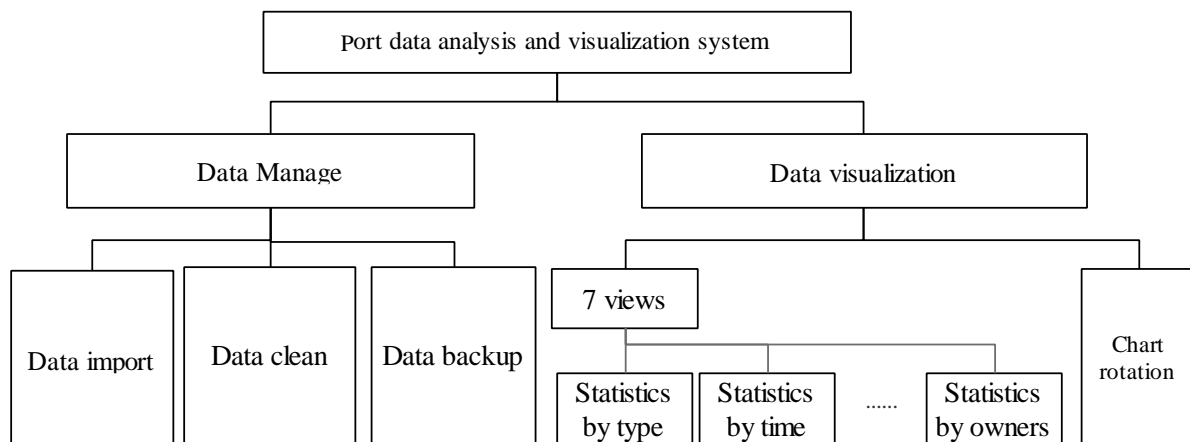 Port data analysis and visualization system
Data Manage
Data visualization
Data import
Data clean
Data backup
7 views
Chart
rotation
Statistics
by type
Statistics
by time
......
Statistics
by owners